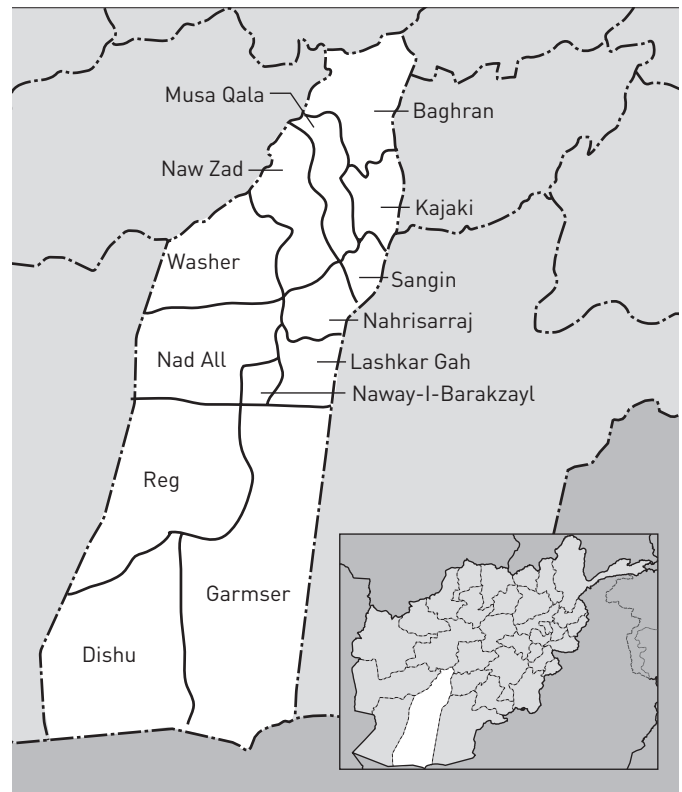 Musa Qala
Baghran
Naw Zad
Kajaki
Washer
Sangin
Nahrisarraj
Nad All
Lashkar Gah
Naway-I-Barakzayl
Reg
Garmser
Dishu